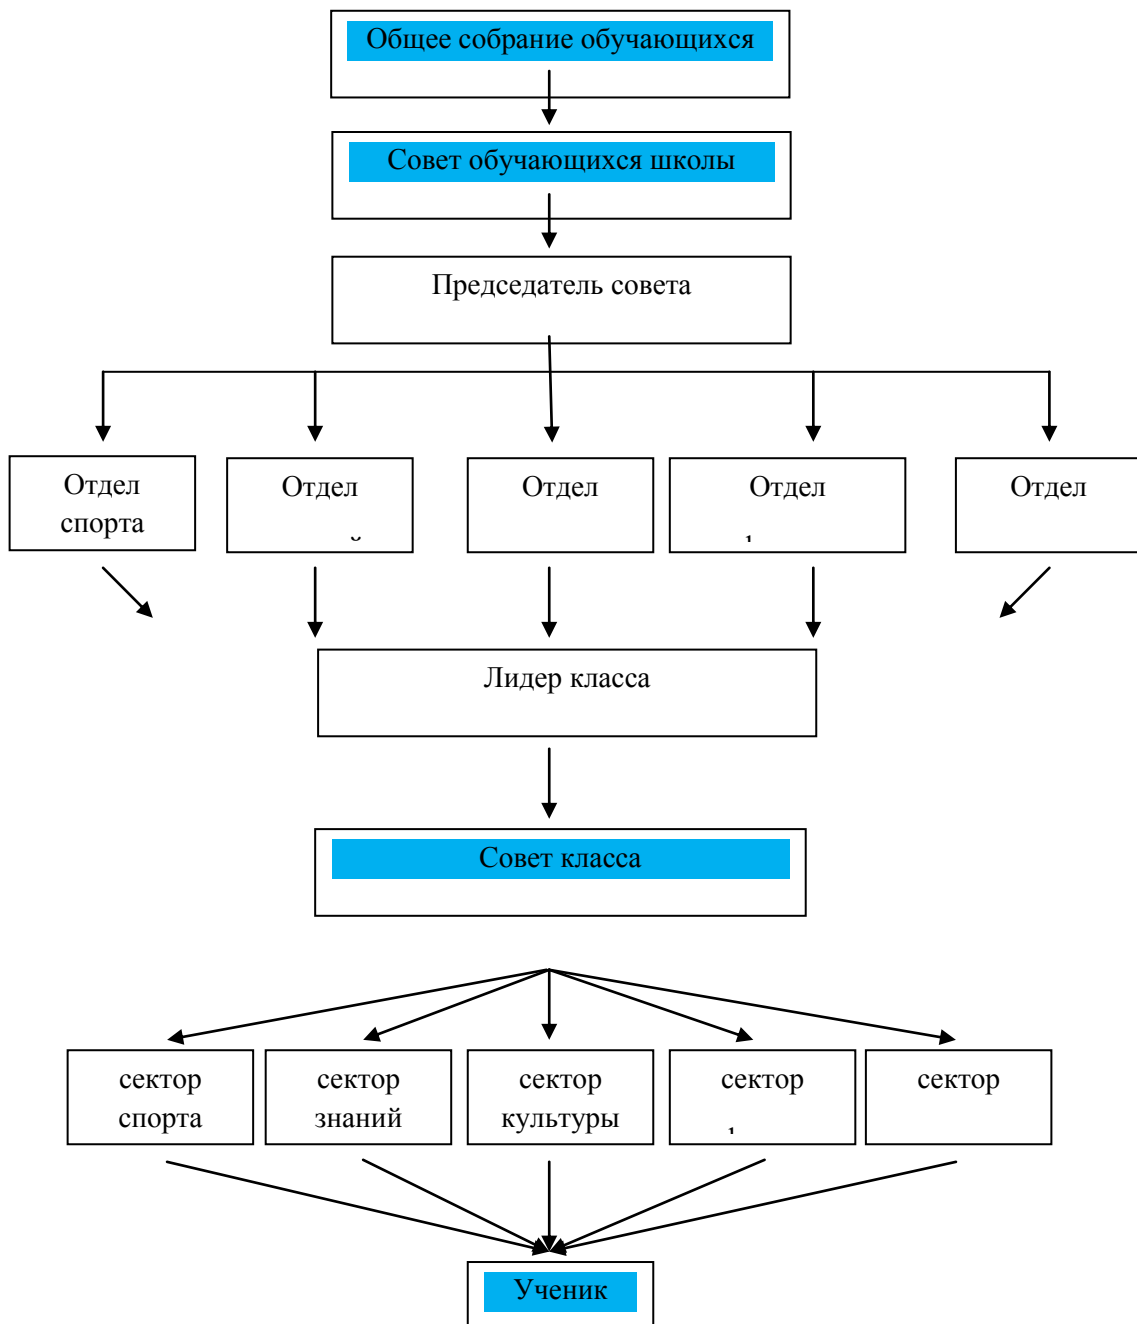 Общее собрание обучающихся
Совет обучающихся школы
Председатель совета
Отдел
спорта
Отдел
Отдел
Отдел
Отдел
Лидер класса
Совет класса
сектор
спорта
сектор
знаний
сектор
культуры
сектор
сектор
Ученик